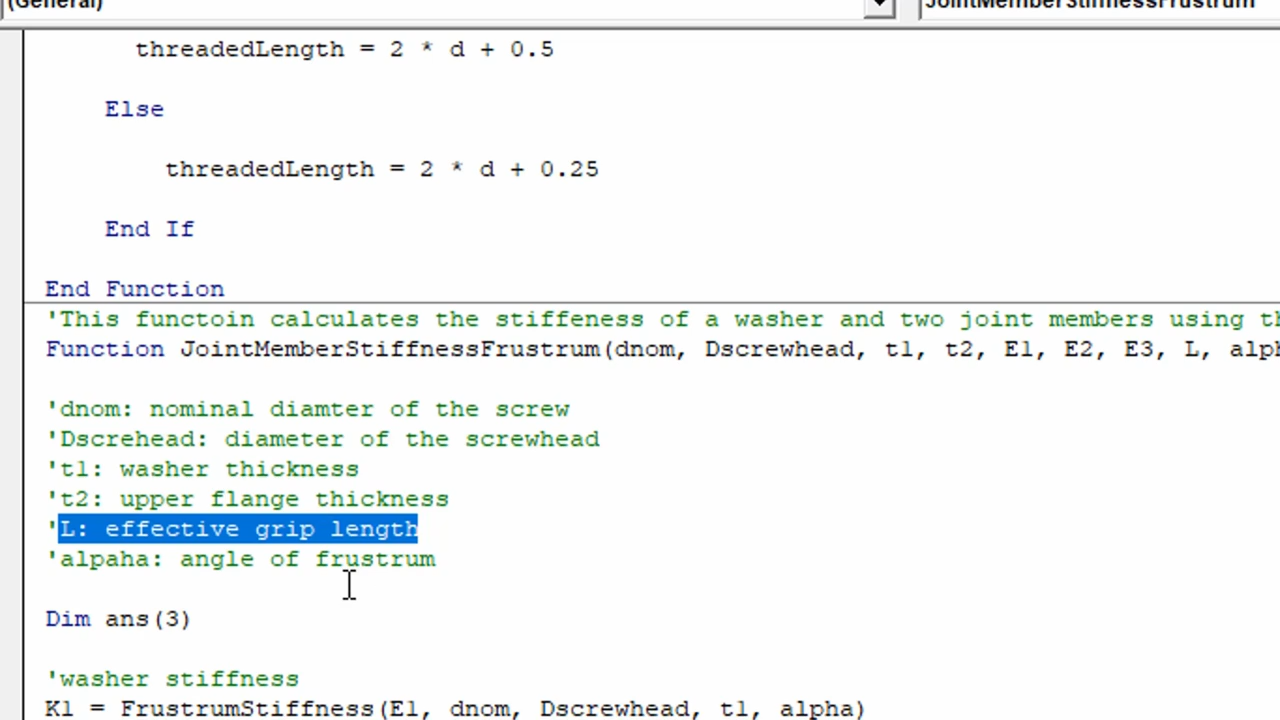 (General) JointMemberStiffnessFrustrum
threadedLength = 2 * d + 0.5
Else
threadedLength = 2 * d + 0.25
End If
End Function
'This functoin calculates the stiffeness of a washer and two joint members using th
Function JointMemberStiffnessFrustrum(dnom, Dscrewhead, t1, t2, E1, E2, E3, L, alph
'dnom: nominal diamter of the screw
'Dscrehead: diameter of the screwhead
't1: washer thickness
't2: upper flange thickness
'L: effective grip length
'alpaha: angle of frustrum
Dim ans(3)
'washer stiffness
K1 = FrustrumStiffness(E1, dnom, Dscrewhead, t1, alpha)